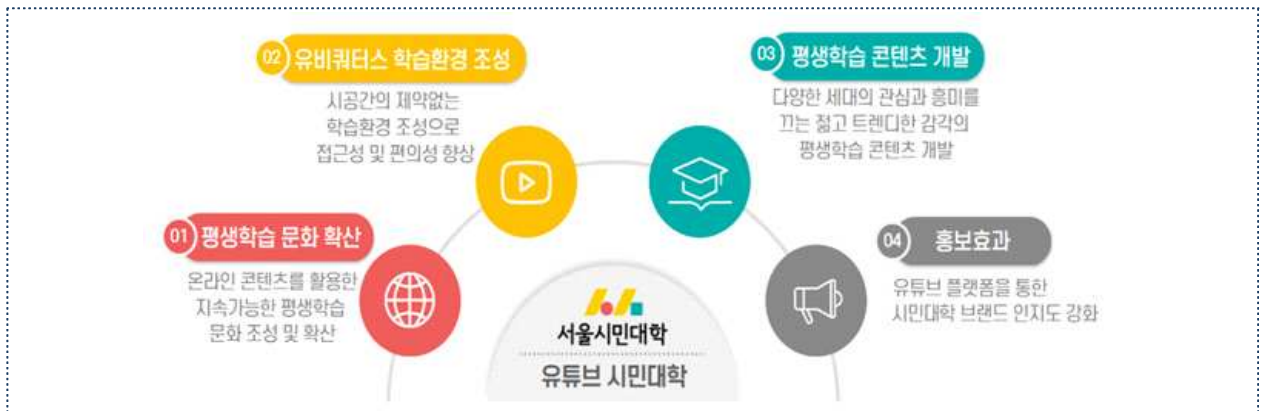 01 평생학습 문화 확산
온라인 콘텐츠를 활용한
지속가능한 평생학습
문화 조성 및 확산
02 유비쿼터스 학습환경 조성
시공간의 제약없는
학습환경 조성으로
접근성 및 편의성 향상
03 평생학습 콘텐츠 개발
다양한 세대의 관심과 흥미를
끄는 젊고 트렌디한 감각의
평생학습 콘텐츠 개발
04 홍보효과
유튜브 플랫폼을 통한
시민대학 브랜드 인지도 강화
서울시민대학
유튜브 시민대학